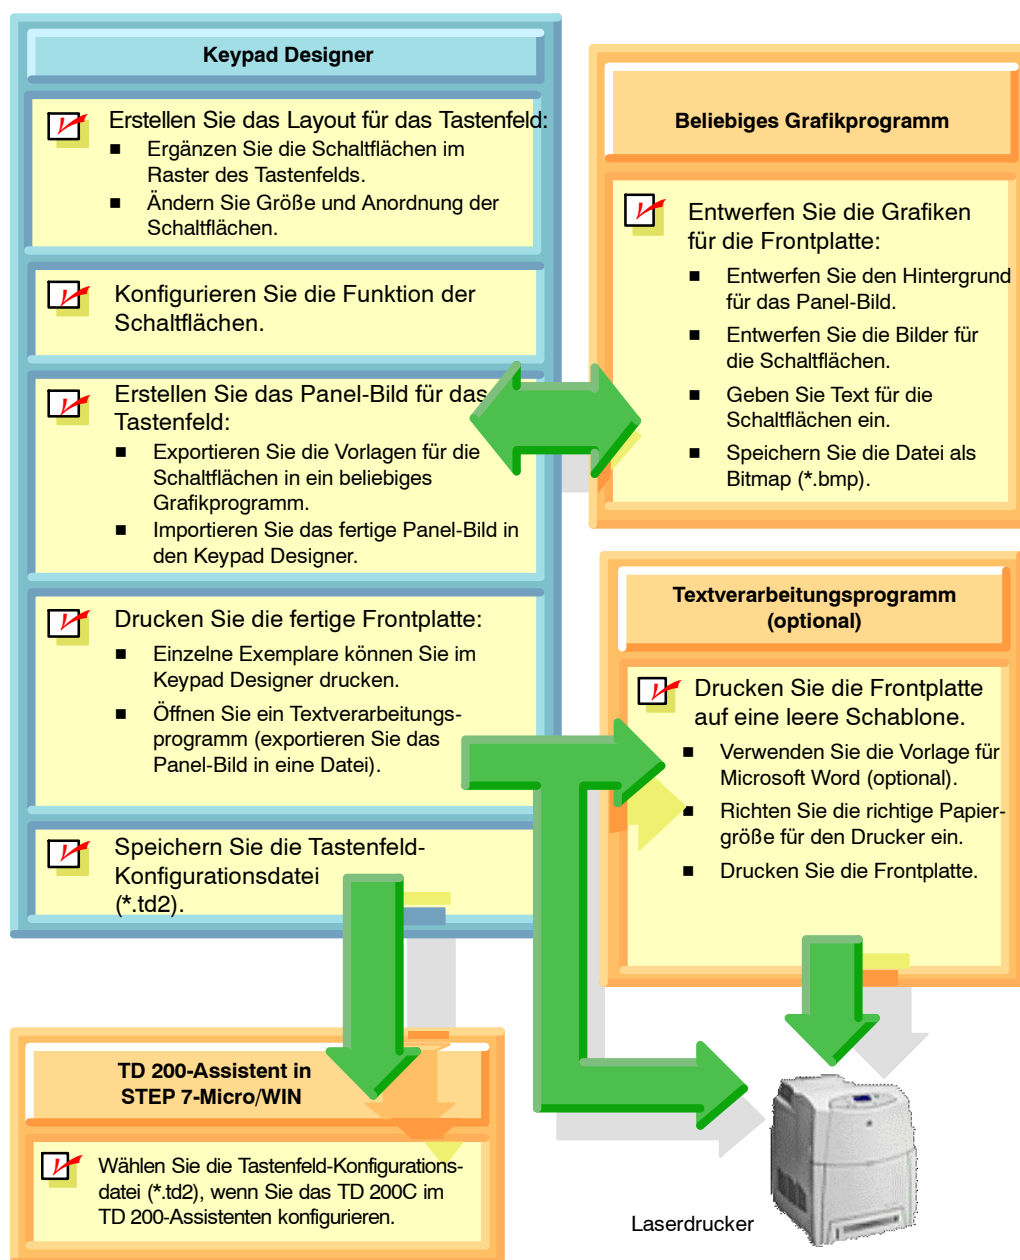 Keypad Designer
Erstellen Sie das Layout für das Tastenfeld:
■ Ergänzen Sie die Schaltflächen im
Raster des Tastenfelds.
■ Ändern Sie Größe und Anordnung der
Schaltflächen.
Konfigurieren Sie die Funktion der
Schaltflächen.
Erstellen Sie das Panel-Bild für das
Tastenfeld:
■ Exportieren Sie die Vorlagen für die
Schaltflächen in ein beliebiges
Grafikprogramm.
■ Importieren Sie das fertige Panel-Bild in
den Keypad Designer.
Drucken Sie die fertige Frontplatte:
■ Einzelne Exemplare können Sie im
Keypad Designer drucken.
■ Öffnen Sie ein Textverarbeitungs-
programm (exportieren Sie das
Panel-Bild in eine Datei).
Speichern Sie die Tastenfeld-
Konfigurationsdatei
(*.td2).
Beliebiges Grafikprogramm
Entwerfen Sie die Grafiken
für die Frontplatte:
■ Entwerfen Sie den Hintergrund
für das Panel-Bild.
■ Entwerfen Sie die Bilder für
die Schaltflächen.
■ Geben Sie Text für die
Schaltflächen ein.
■ Speichern Sie die Datei als
Bitmap (*.bmp).
Textverarbeitungsprogramm
(optional)
Drucken Sie die Frontplatte
auf eine leere Schablone.
■ Verwenden Sie die Vorlage für
Microsoft Word (optional).
■ Richten Sie die richtige Papier-
größe für den Drucker ein.
■ Drucken Sie die Frontplatte.
TD 200-Assistent in
STEP 7-Micro/WIN
Wählen Sie die Tastenfeld-Konfigurations-
datei (*.td2), wenn Sie das TD 200C im
TD 200-Assistenten konfigurieren.
Laserdrucker